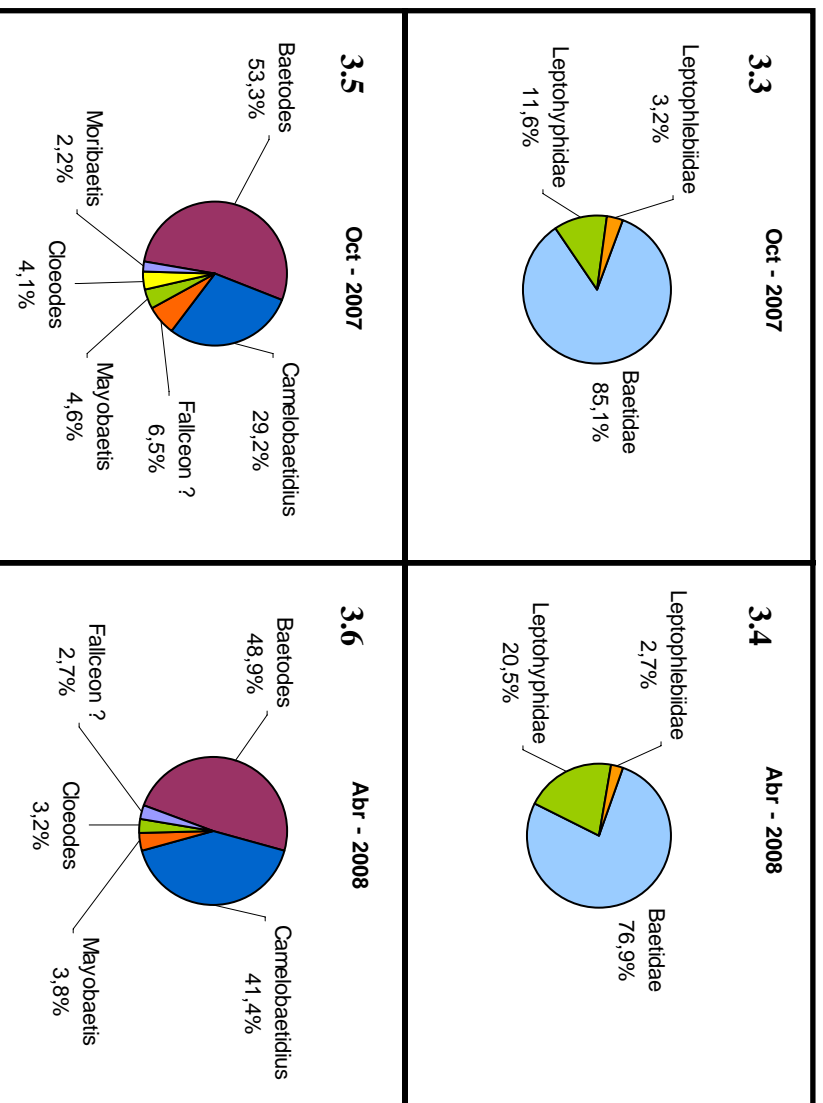 3.3
Oct - 2007
Leptophlebiidae
3,2%
Leptohyphidae
11,6%
Baetidae
85,1%
3.4
Abr - 2008
Leptophlebiidae
2,7%
Leptohyphidae
20,5%
Baetidae
76,9%
3.5
Oct - 2007
Baetodes
53,3%
Camelobaetidius
29,2%
Fallceon ?
6,5%
Mayobaetis
4,6%
Cloeodes
4,1%
Moribaetis
2,2%
3.6
Abr - 2008
Baetodes
48,9%
Camelobaetidius
41,4%
Mayobaetis
3,8%
Cloeodes
3,2%
Fallceon ?
2,7%